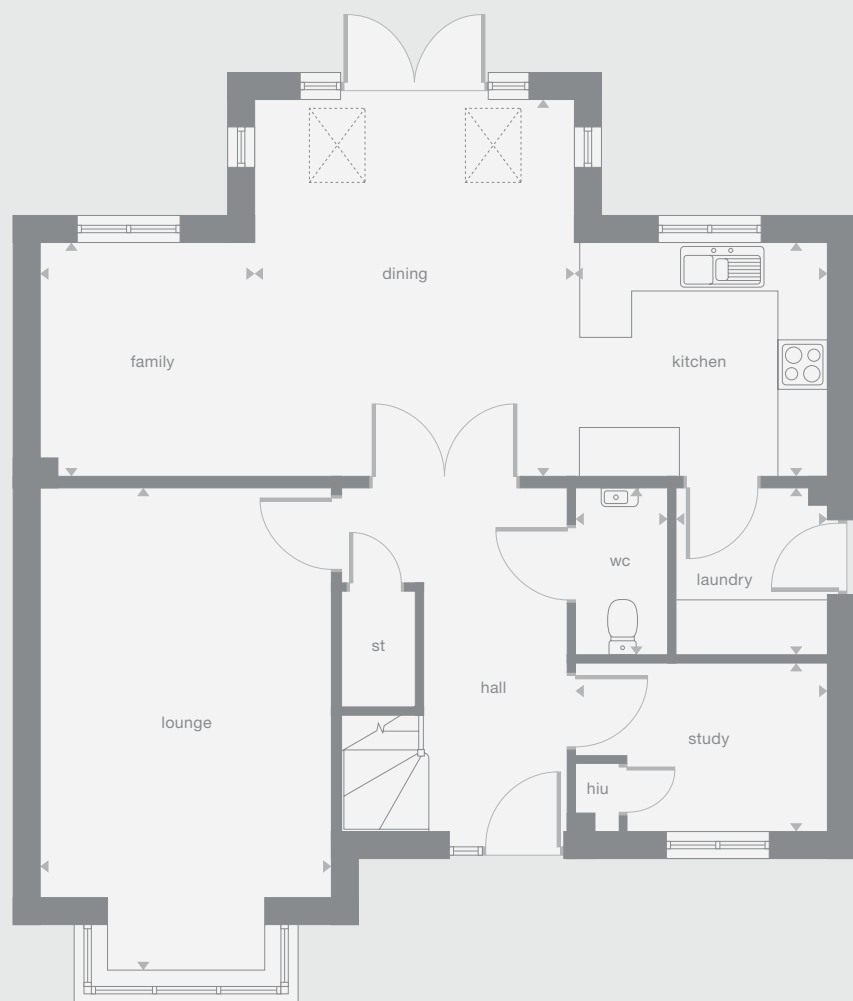 dining
family
kitchen
wc
laundry
st
hall
lounge
study
hiu